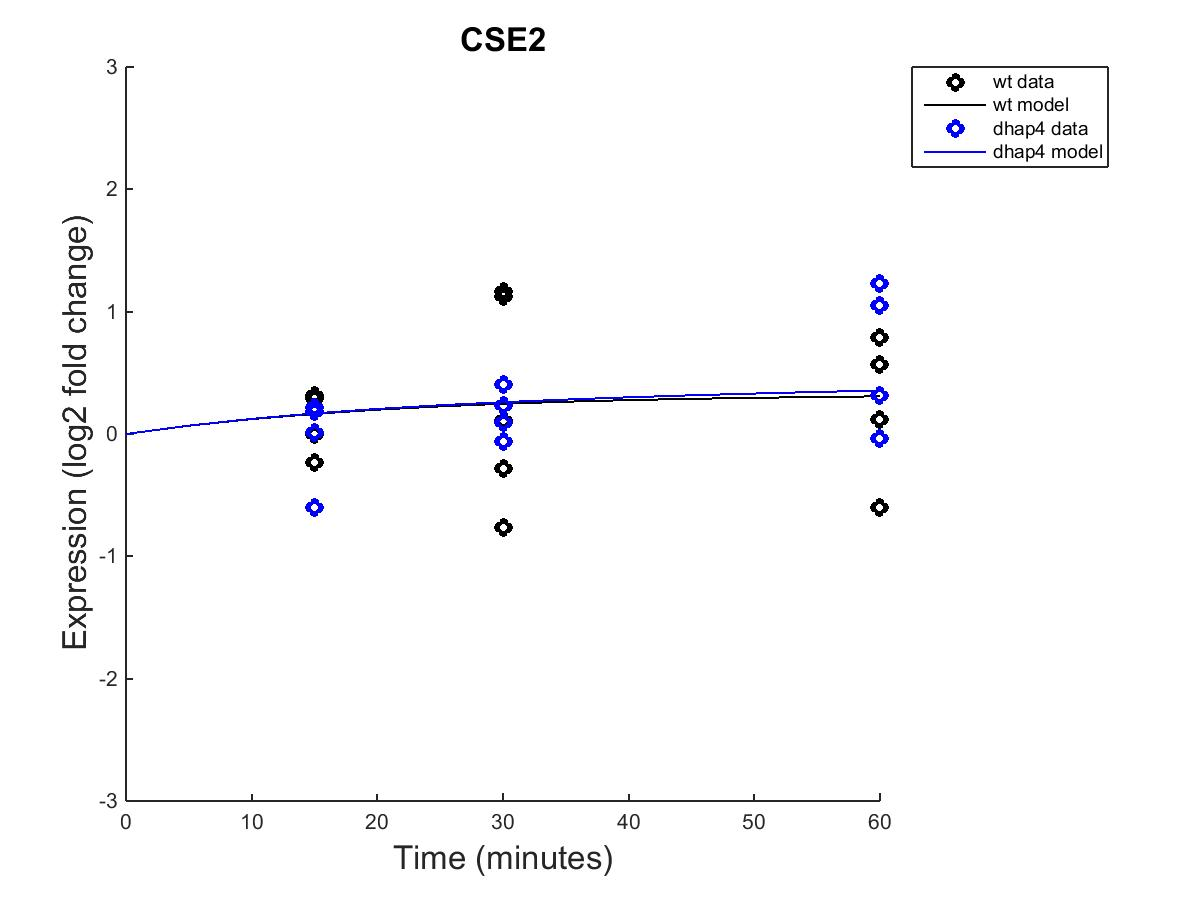 CSE2
wt data
wt model
dhap4 data
dhap4 model
3
2
1
0
-1
-2
-3
Expression (log2 fold change)
0 10 20 30 40 50 60
Time (minutes)